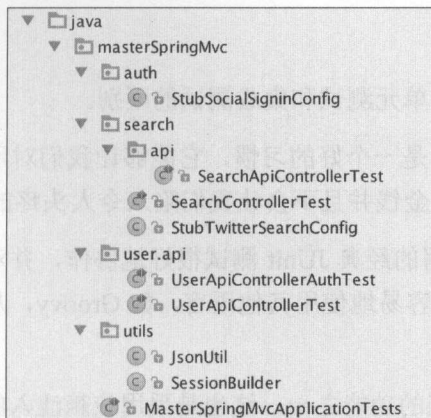 java
masterSpringMvc
auth
StubSocialSigninConfig
search
api
SearchApiControllerTest
SearchControllerTest
StubTwitterSearchConfig
user.api
UserApiControllerAuthTest
UserApiControllerTest
utils
JsonUtil
SessionBuilder
MasterSpringMvcApplicationTests